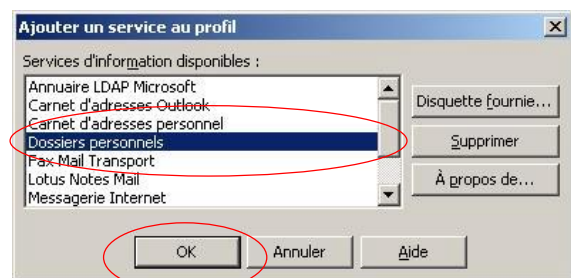 Ajouter un service au profil
Services d'information disponibles :
Annuaire LDAP Microsoft
Carnet d'adresses Outlook
Carnet d'adresses personnel
Dossiers personnels
Fax Mail Transport
Lotus Notes Mail
Messagerie Internet
Disquette fournie...
Supprimer
À propos de...
OK
Annuler
Aide